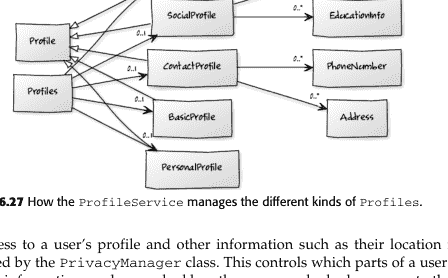 SocialProfile
EducationInfo
0..*
Profile
0..1
ContactProfile
0..*
PhoneNumber
0..1
Profiles
0..*
0..1
BasicProfile
Address
0..1
PersonalProfile
6.27 How the ProfileService manages the different kinds of Profiles.
ess to a user's profile and other information such as their location
ed by the PrivacyManager class. This controls which parts of a user